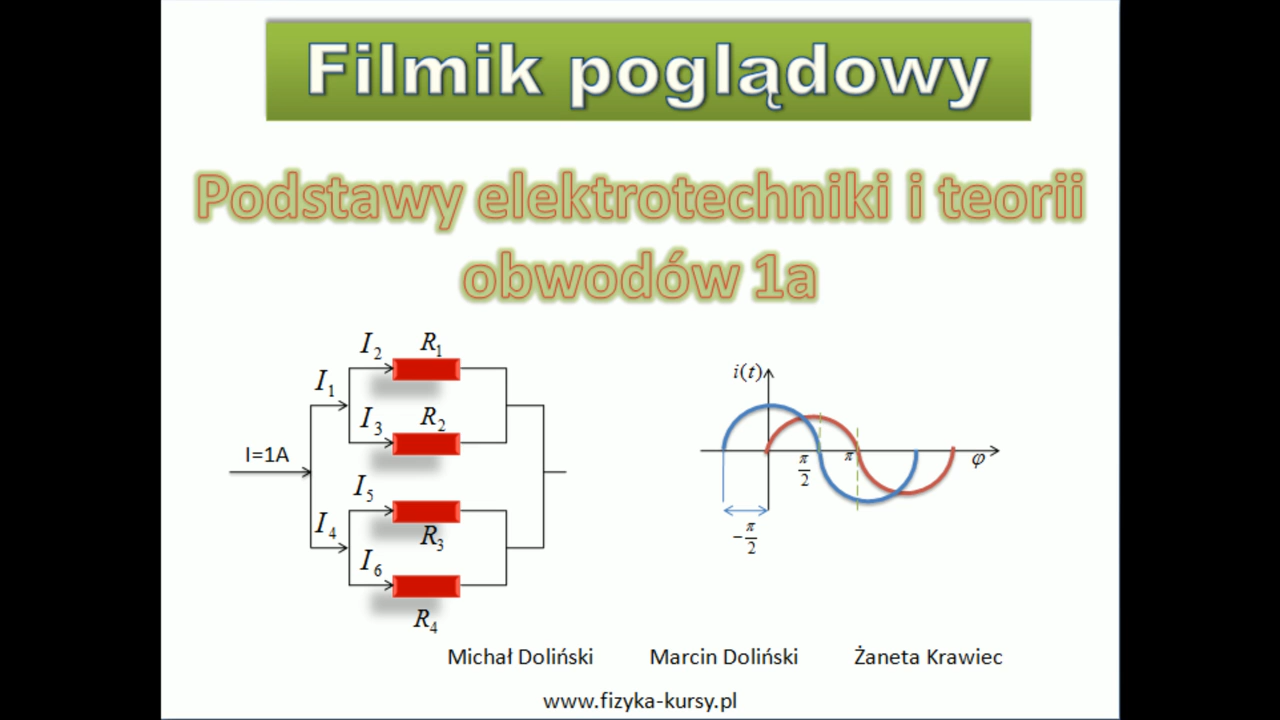 Filmik poglądowy
Podstawy elektrotechniki i teorii
obwodów 1a
I=1A
I1
I2
R1
I3
R2
I4
I5
R3
I6
R4
i(t)
π/2
π
φ
−π/2
Michał Doliński Marcin Doliński Żaneta Krawiec
www.fizyka-kursy.pl